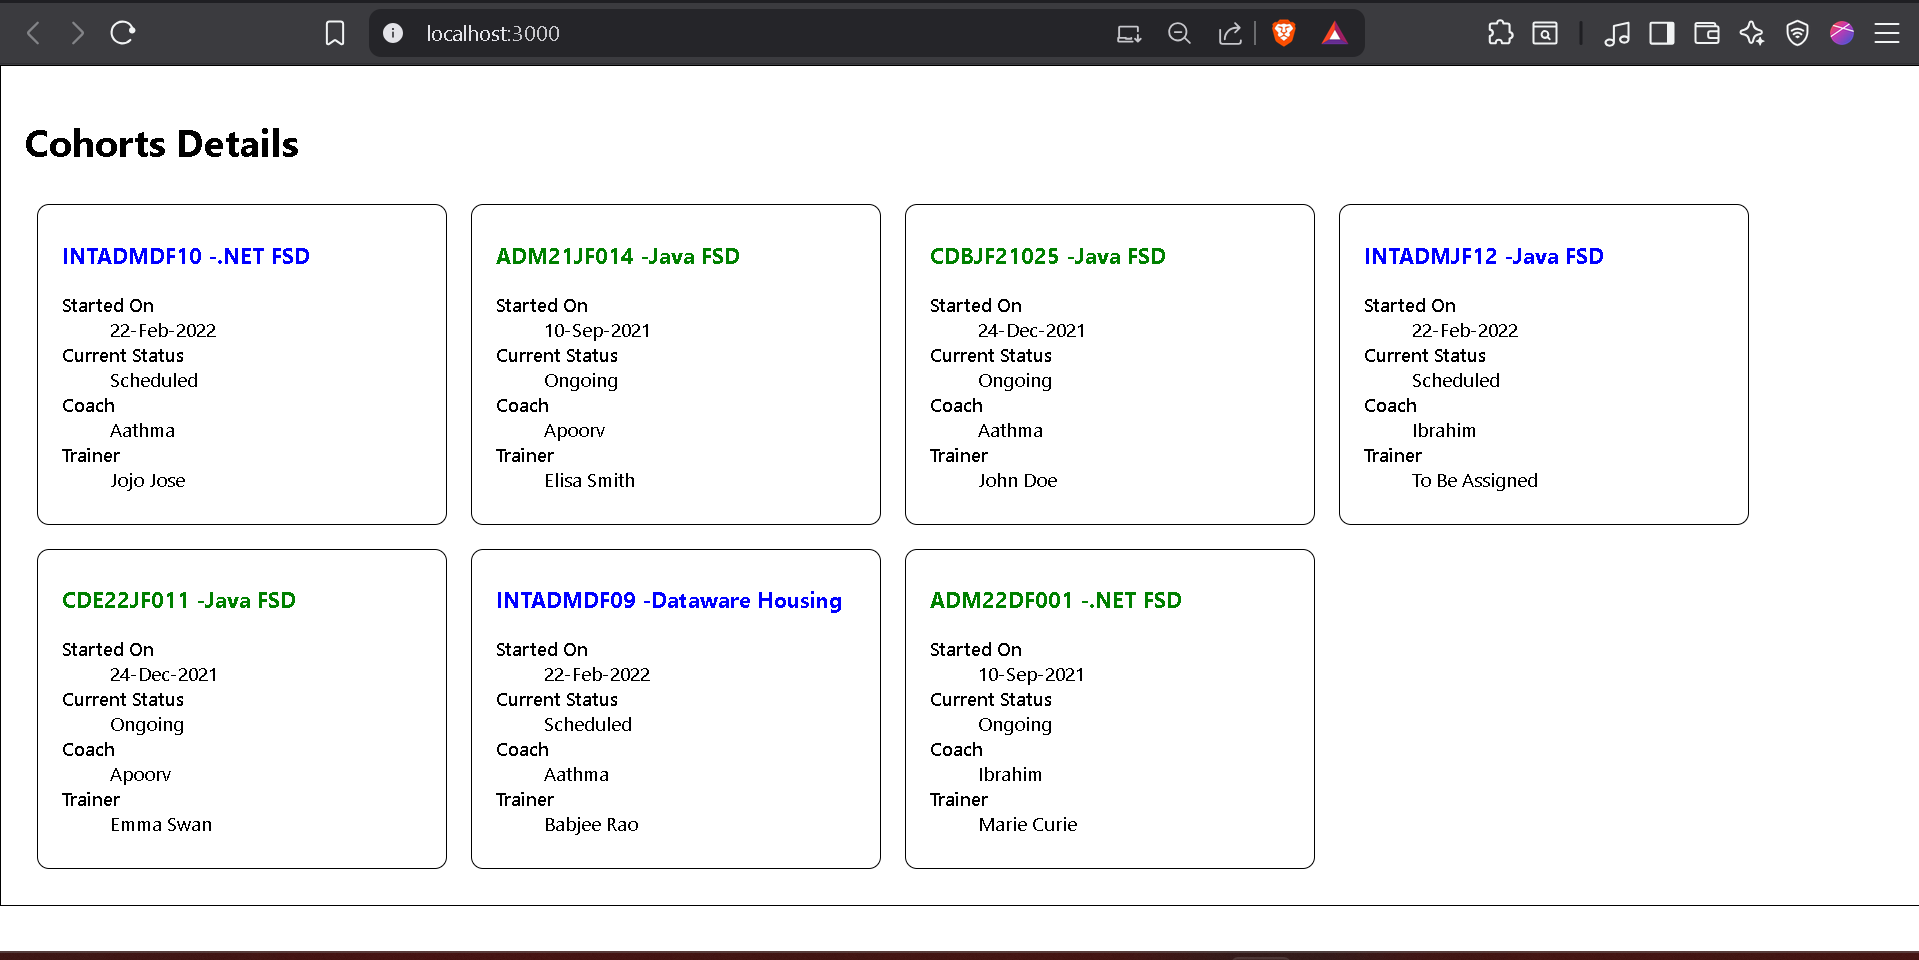 localhost:3000
Cohorts Details
INTADMDF10 -.NET FSD
Started On
22-Feb-2022
Current Status
Scheduled
Coach
Aathma
Trainer
Jojo Jose
ADM21JF014 -Java FSD
Started On
10-Sep-2021
Current Status
Ongoing
Coach
Apoorv
Trainer
Elisa Smith
CDBJF21025 -Java FSD
Started On
24-Dec-2021
Current Status
Ongoing
Coach
Aathma
Trainer
John Doe
INTADMJF12 -Java FSD
Started On
22-Feb-2022
Current Status
Scheduled
Coach
Ibrahim
Trainer
To Be Assigned
CDE22JF011 -Java FSD
Started On
24-Dec-2021
Current Status
Ongoing
Coach
Apoorv
Trainer
Emma Swan
INTADMDF09 -Dataware Housing
Started On
22-Feb-2022
Current Status
Scheduled
Coach
Aathma
Trainer
Babjee Rao
ADM22DF001 -.NET FSD
Started On
10-Sep-2021
Current Status
Ongoing
Coach
Ibrahim
Trainer
Marie Curie